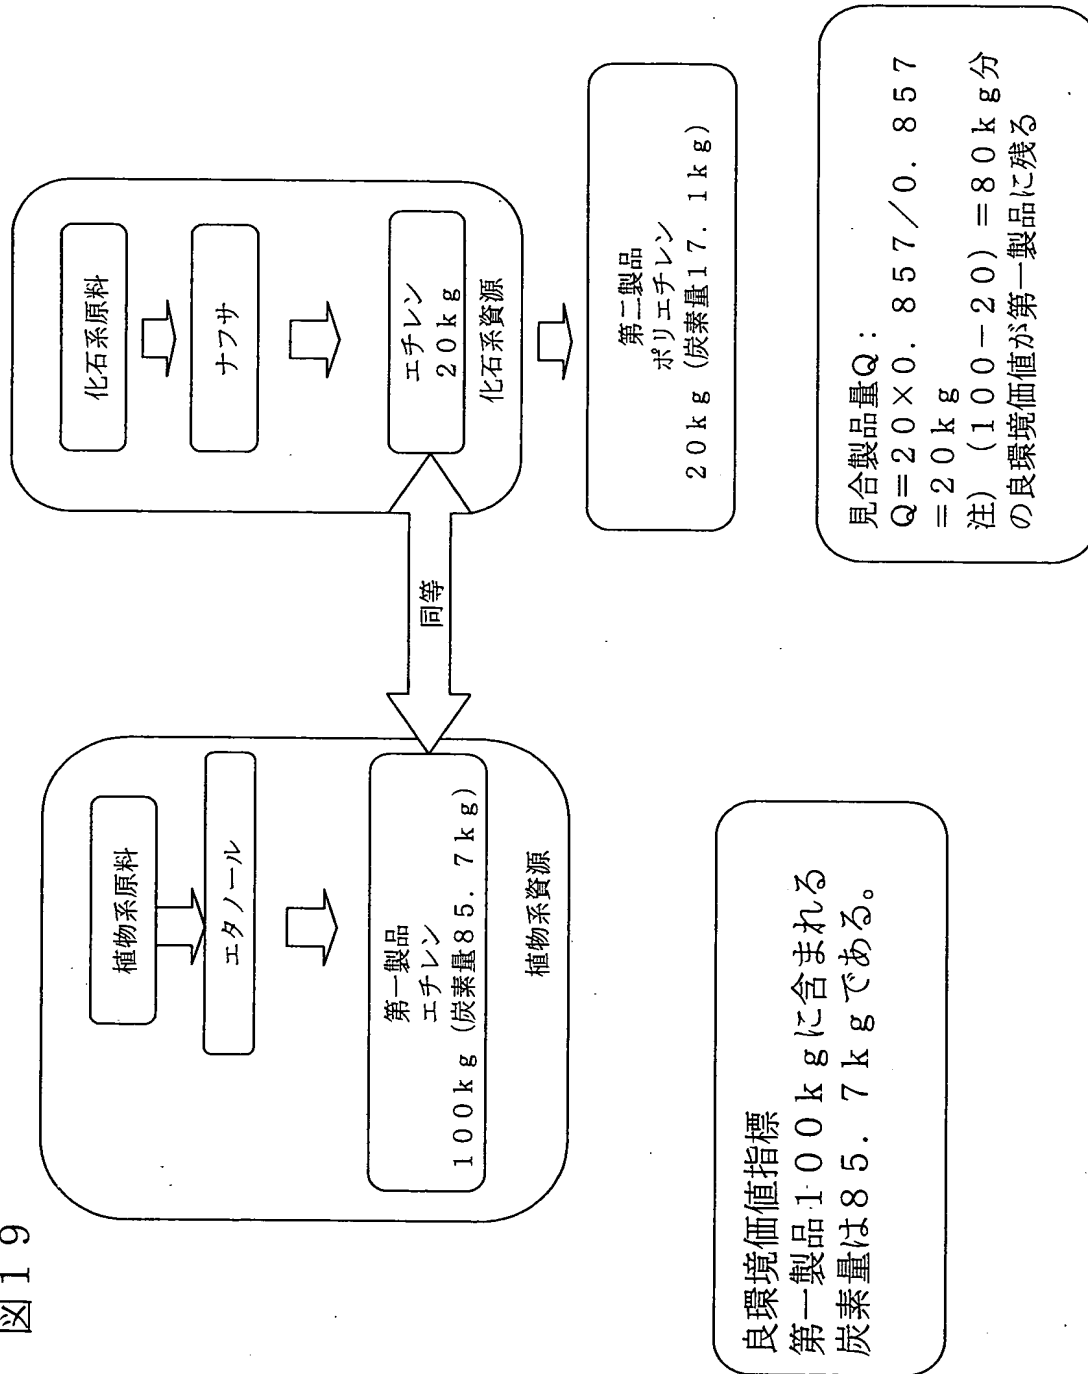 図19
植物系原料
エタノール
第一製品
エチレン
100kg（炭素量85.7kg）
植物系資源
同等
化石系原料
ナフサ
エチレン
20kg
化石系資源
第二製品
ポリエチレン
20kg（炭素量17.1kg）
良環境価値指標
第一製品100kgに含まれる
炭素量は85.7kgである。
見合製品量Q：
Q＝20×0.857/0.857
＝20kg
注）（100−20）＝80kg分
の良環境価値が第一製品に残る